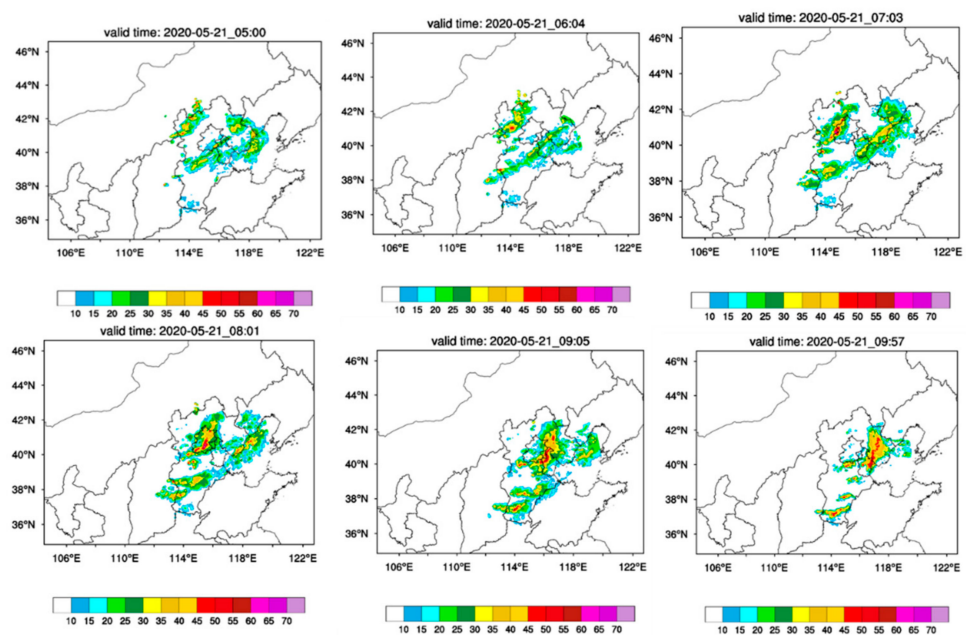 valid time: 2020-05-21_05:00
46°N
44°N
42°N
40°N
38°N
36°N
106°E 110°E 114°E 118°E 122°E
10 15 20 25 30 35 40 45 50 55 60 65 70
valid time: 2020-05-21_06:04
46°N
44°N
42°N
40°N
38°N
36°N
106°E 110°E 114°E 118°E 122°E
10 15 20 25 30 35 40 45 50 55 60 65 70
valid time: 2020-05-21_07:03
46°N
44°N
42°N
40°N
38°N
36°N
106°E 110°E 114°E 118°E 122°E
10 15 20 25 30 35 40 45 50 55 60 65 70
valid time: 2020-05-21_08:01
46°N
44°N
42°N
40°N
38°N
36°N
106°E 110°E 114°E 118°E 122°E
10 15 20 25 30 35 40 45 50 55 60 65 70
valid time: 2020-05-21_09:05
46°N
44°N
42°N
40°N
38°N
36°N
106°E 110°E 114°E 118°E 122°E
10 15 20 25 30 35 40 45 50 55 60 65 70
valid time: 2020-05-21_09:57
46°N
44°N
42°N
40°N
38°N
36°N
106°E 110°E 114°E 118°E 122°E
10 15 20 25 30 35 40 45 50 55 60 65 70